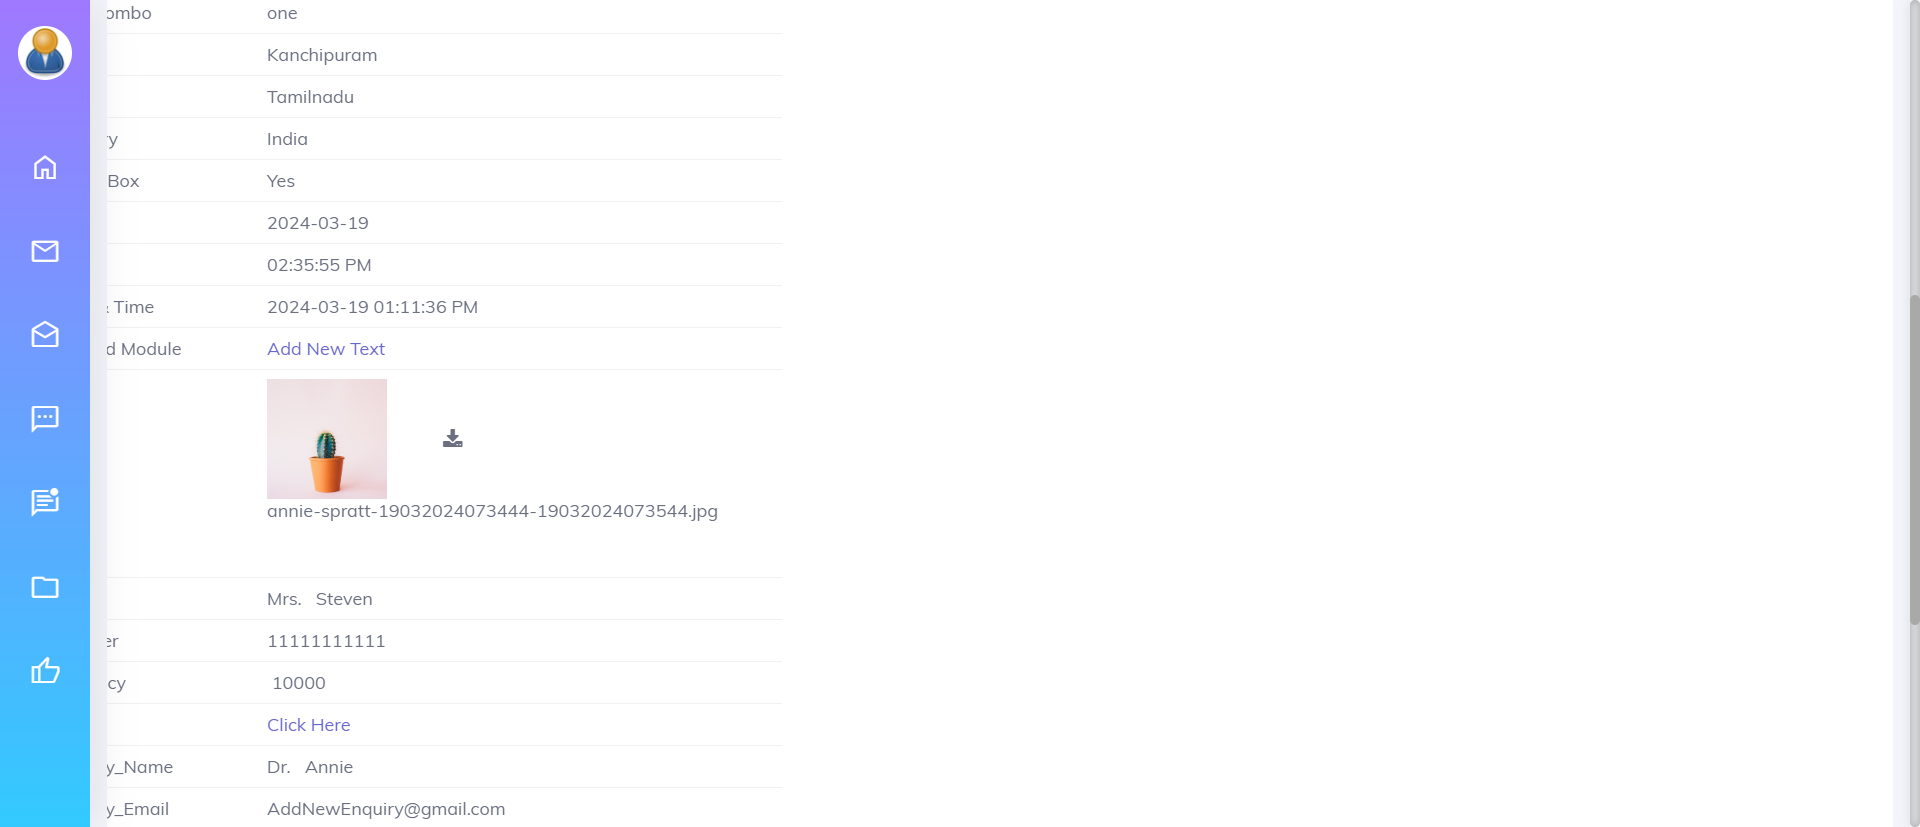 ombo one
Kanchipuram
Tamilnadu
ry India
Box Yes
2024-03-19
02:35:55 PM
& Time 2024-03-19 01:11:36 PM
d Module Add New Text
annie-spratt-19032024073444-19032024073544.jpg
Mrs. Steven
er 11111111111
cy 10000
Click Here
y_Name Dr. Annie
y_Email AddNewEnquiry@gmail.com